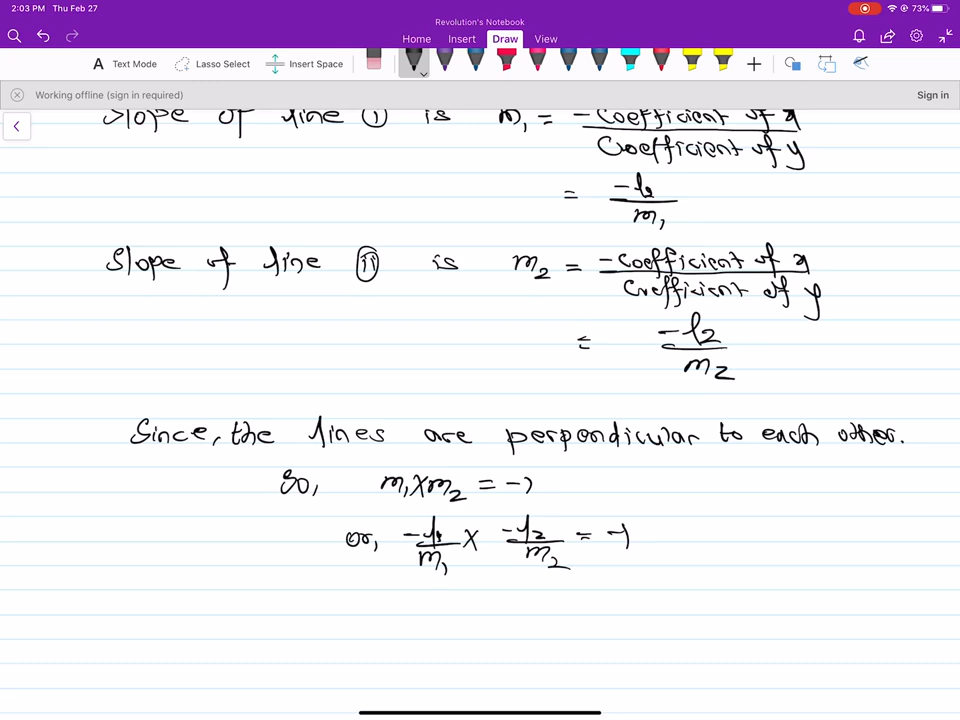 2:03 PM Thu Feb 27
73%
Revolution's Notebook
Home Insert Draw View
Text Mode Lasso Select Insert Space
Working offline (sign in required) Sign in
Slope of line (i) is m₁ = -Coefficient of x / Coefficient of y
= -l₁/m₁
Slope of line (ii) is m₂ = -coefficient of x / Coefficient of y
= -l₂/m₂
Since, the lines are perpendicular to each other.
So, m₁ × m₂ = -1
or, -l₁/m₁ × -l₂/m₂ = -1